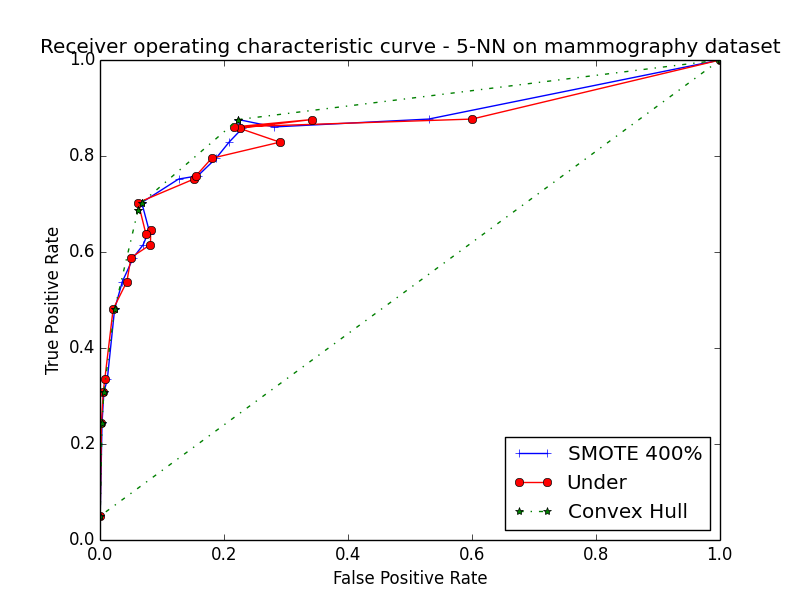 Receiver operating characteristic curve - 5-NN on mammography dataset
1.0
0.8
0.6
0.4
0.2
0.0
True Positive Rate
0.0 0.2 0.4 0.6 0.8 1.0
False Positive Rate
SMOTE 400%
Under
Convex Hull